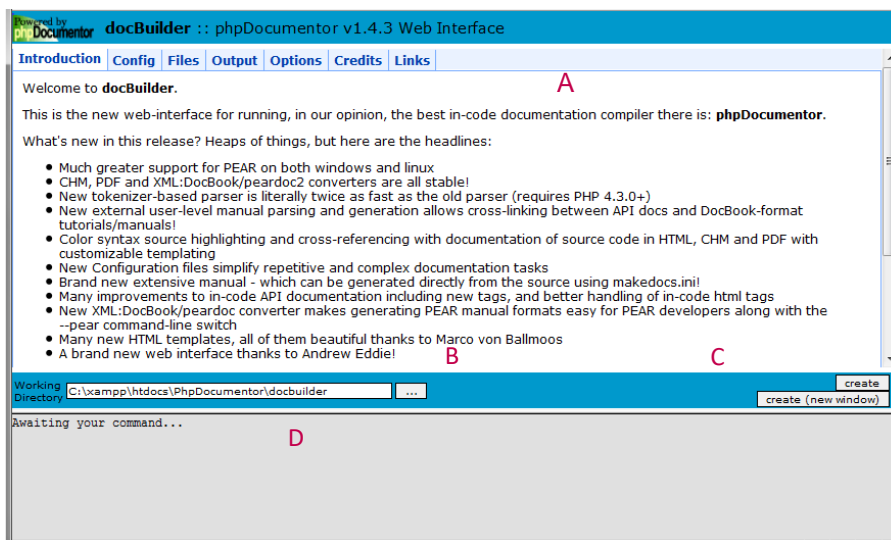 Powered by
phpDocumentor
docBuilder :: phpDocumentor v1.4.3 Web Interface
Introduction Config Files Output Options Credits Links
A
Welcome to docBuilder.
This is the new web-interface for running, in our opinion, the best in-code documentation compiler there is: phpDocumentor.
What's new in this release? Heaps of things, but here are the headlines:
● Much greater support for PEAR on both windows and linux
● CHM, PDF and XML:DocBook/peardoc2 converters are all stable!
● New tokenizer-based parser is literally twice as fast as the old parser (requires PHP 4.3.0+)
● New external user-level manual parsing and generation allows cross-linking between API docs and DocBook-format
tutorials/manuals!
● Color syntax source highlighting and cross-referencing with documentation of source code in HTML, CHM and PDF with
customizable templating
● New Configuration files simplify repetitive and complex documentation tasks
● Brand new extensive manual - which can be generated directly from the source using makedocs.ini!
● Many improvements to in-code API documentation including new tags, and better handling of in-code html tags
● New XML:DocBook/peardoc converter makes generating PEAR manual formats easy for PEAR developers along with the
--pear command-line switch
● Many new HTML templates, all of them beautiful thanks to Marco von Ballmoos
● A brand new web interface thanks to Andrew Eddie!
B
C
Working
Directory
C:\xampp\htdocs\PhpDocumentor\docbuilder
...
create
create (new window)
Awaiting your command...
D